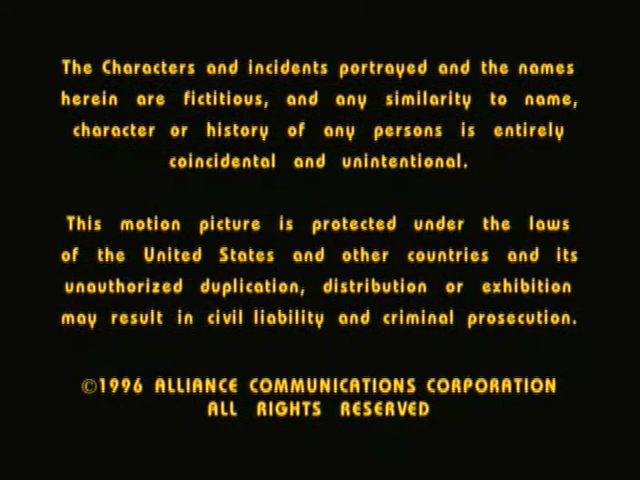 The Characters and incidents portrayed and the names
herein are fictitious, and any similarity to name,
character or history of any persons is entirely
coincidental and unintentional.
This motion picture is protected under the laws
of the United States and other countries and its
unauthorized duplication, distribution or exhibition
may result in civil liability and criminal prosecution.
©1996 ALLIANCE COMMUNICATIONS CORPORATION
ALL RIGHTS RESERVED